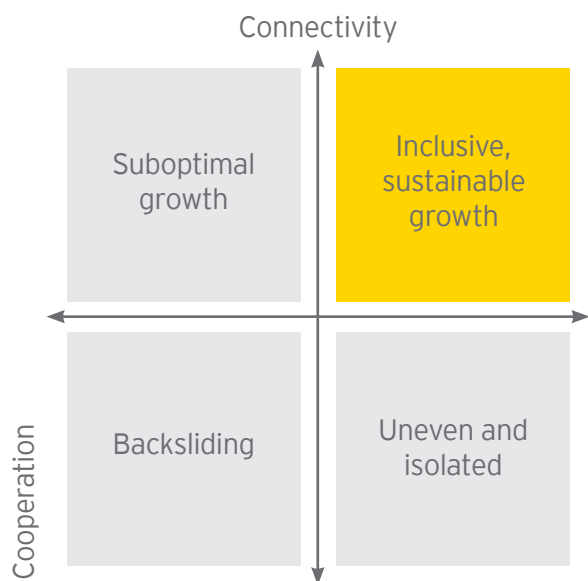 Connectivity
Suboptimal
growth
Inclusive,
sustainable
growth
Backsliding
Uneven and
isolated
Cooperation